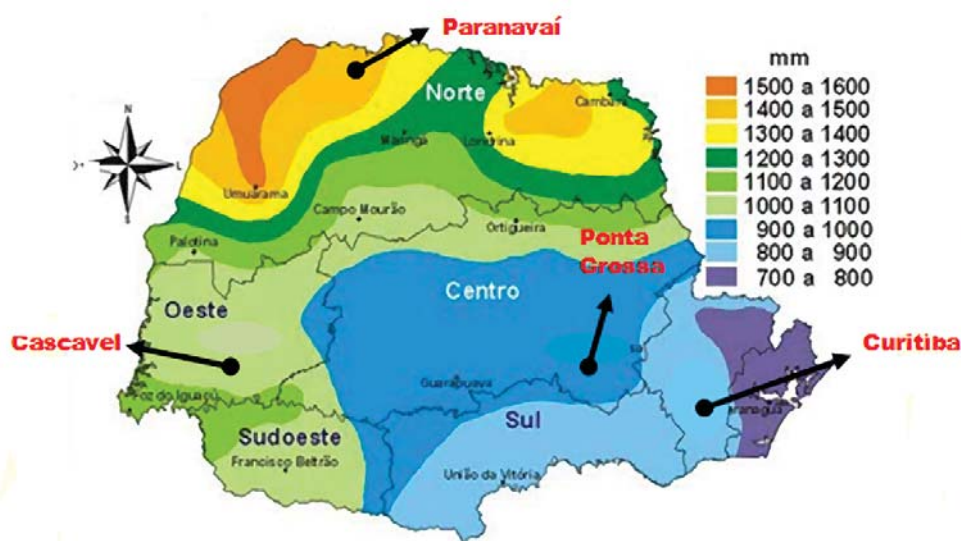 Paranavaí
mm
1500 a 1600
1400 a 1500
1300 a 1400
1200 a 1300
1100 a 1200
1000 a 1100
900 a 1000
800 a 900
700 a 800
N
L
S
Norte
Cambará
Maringá
Londrina
Umuarama
Campo Mourão
Ortigueira
Palotina
Ponta
Grossa
Centro
Oeste
Cascavel
Curitiba
Guarapuava
Foz do Iguaçu
Sul
Sudoeste
Francisco Beltrão
União da Vitória